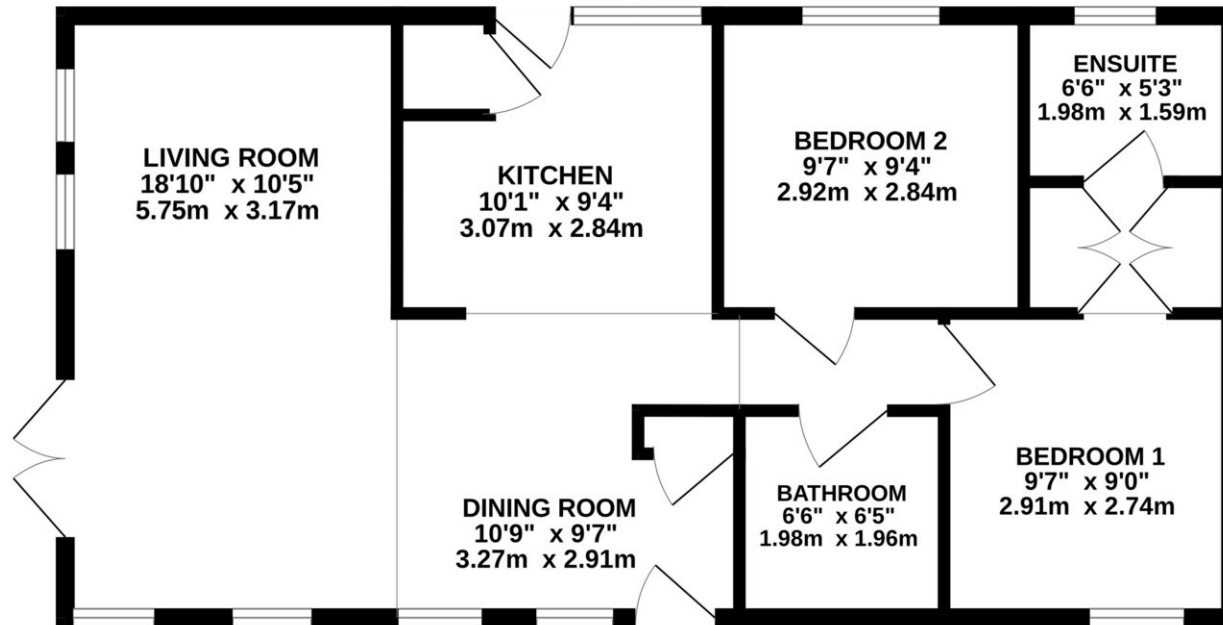 LIVING ROOM
18'10" x 10'5"
5.75m x 3.17m
KITCHEN
10'1" x 9'4"
3.07m x 2.84m
BEDROOM 2
9'7" x 9'4"
2.92m x 2.84m
ENSUITE
6'6" x 5'3"
1.98m x 1.59m
DINING ROOM
10'9" x 9'7"
3.27m x 2.91m
BATHROOM
6'6" x 6'5"
1.98m x 1.96m
BEDROOM 1
9'7" x 9'0"
2.91m x 2.74m